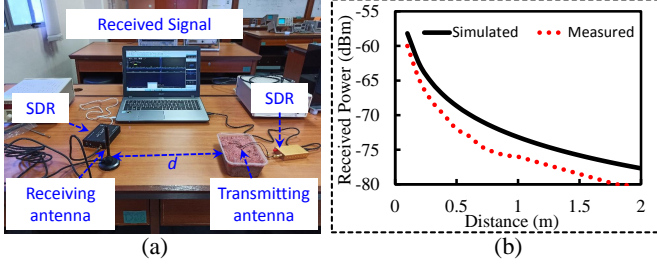 Received Signal
SDR
SDR
d
Receiving
antenna
Transmitting
antenna
(a)
(b)
Received Power (dBm)
-55
-60
-65
-70
-75
-80
Simulated
Measured
0
0.5
1
1.5
2
Distance (m)